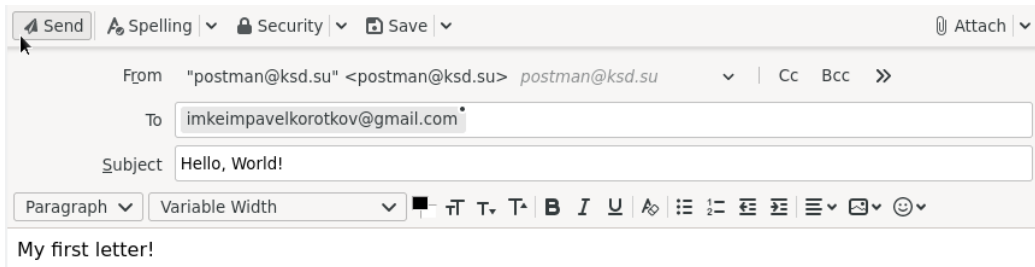 Send Spelling Security Save Attach
From "postman@ksd.su" <postman@ksd.su> postman@ksd.su Cc Bcc »
To imkeimpavelkorotkov@gmail.com
Subject Hello, World!
Paragraph Variable Width
My first letter!